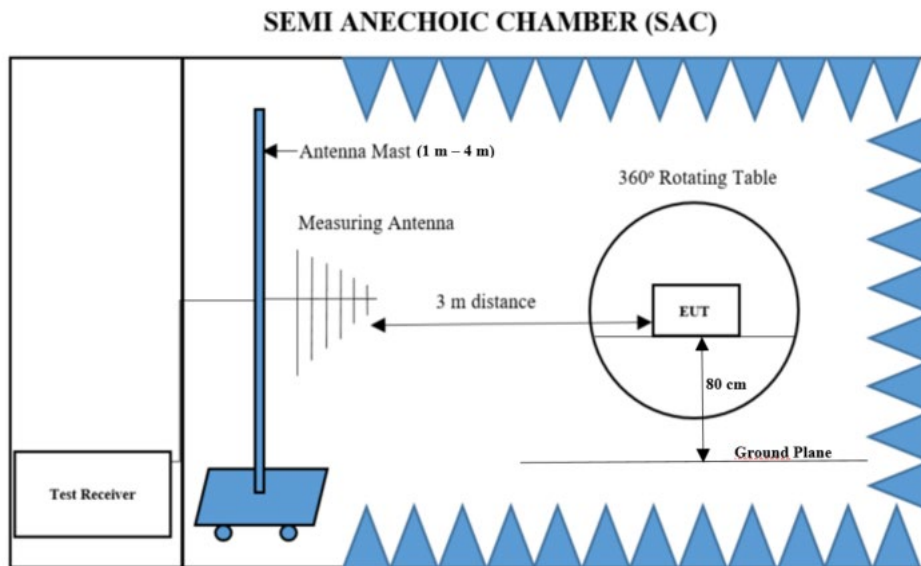 SEMI ANECHOIC CHAMBER (SAC)
Antenna Mast (1 m – 4 m)
360º Rotating Table
Measuring Antenna
3 m distance
EUT
80 cm
Ground Plane
Test Receiver